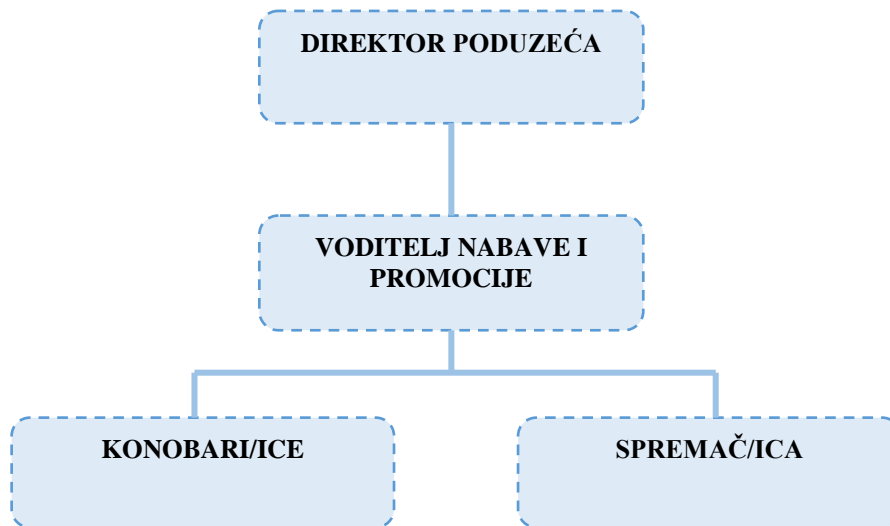 DIREKTOR PODUZEĆA
VODITELJ NABAVE I
PROMOCIJE
KONOBARI/ICE
SPREMAČ/ICA